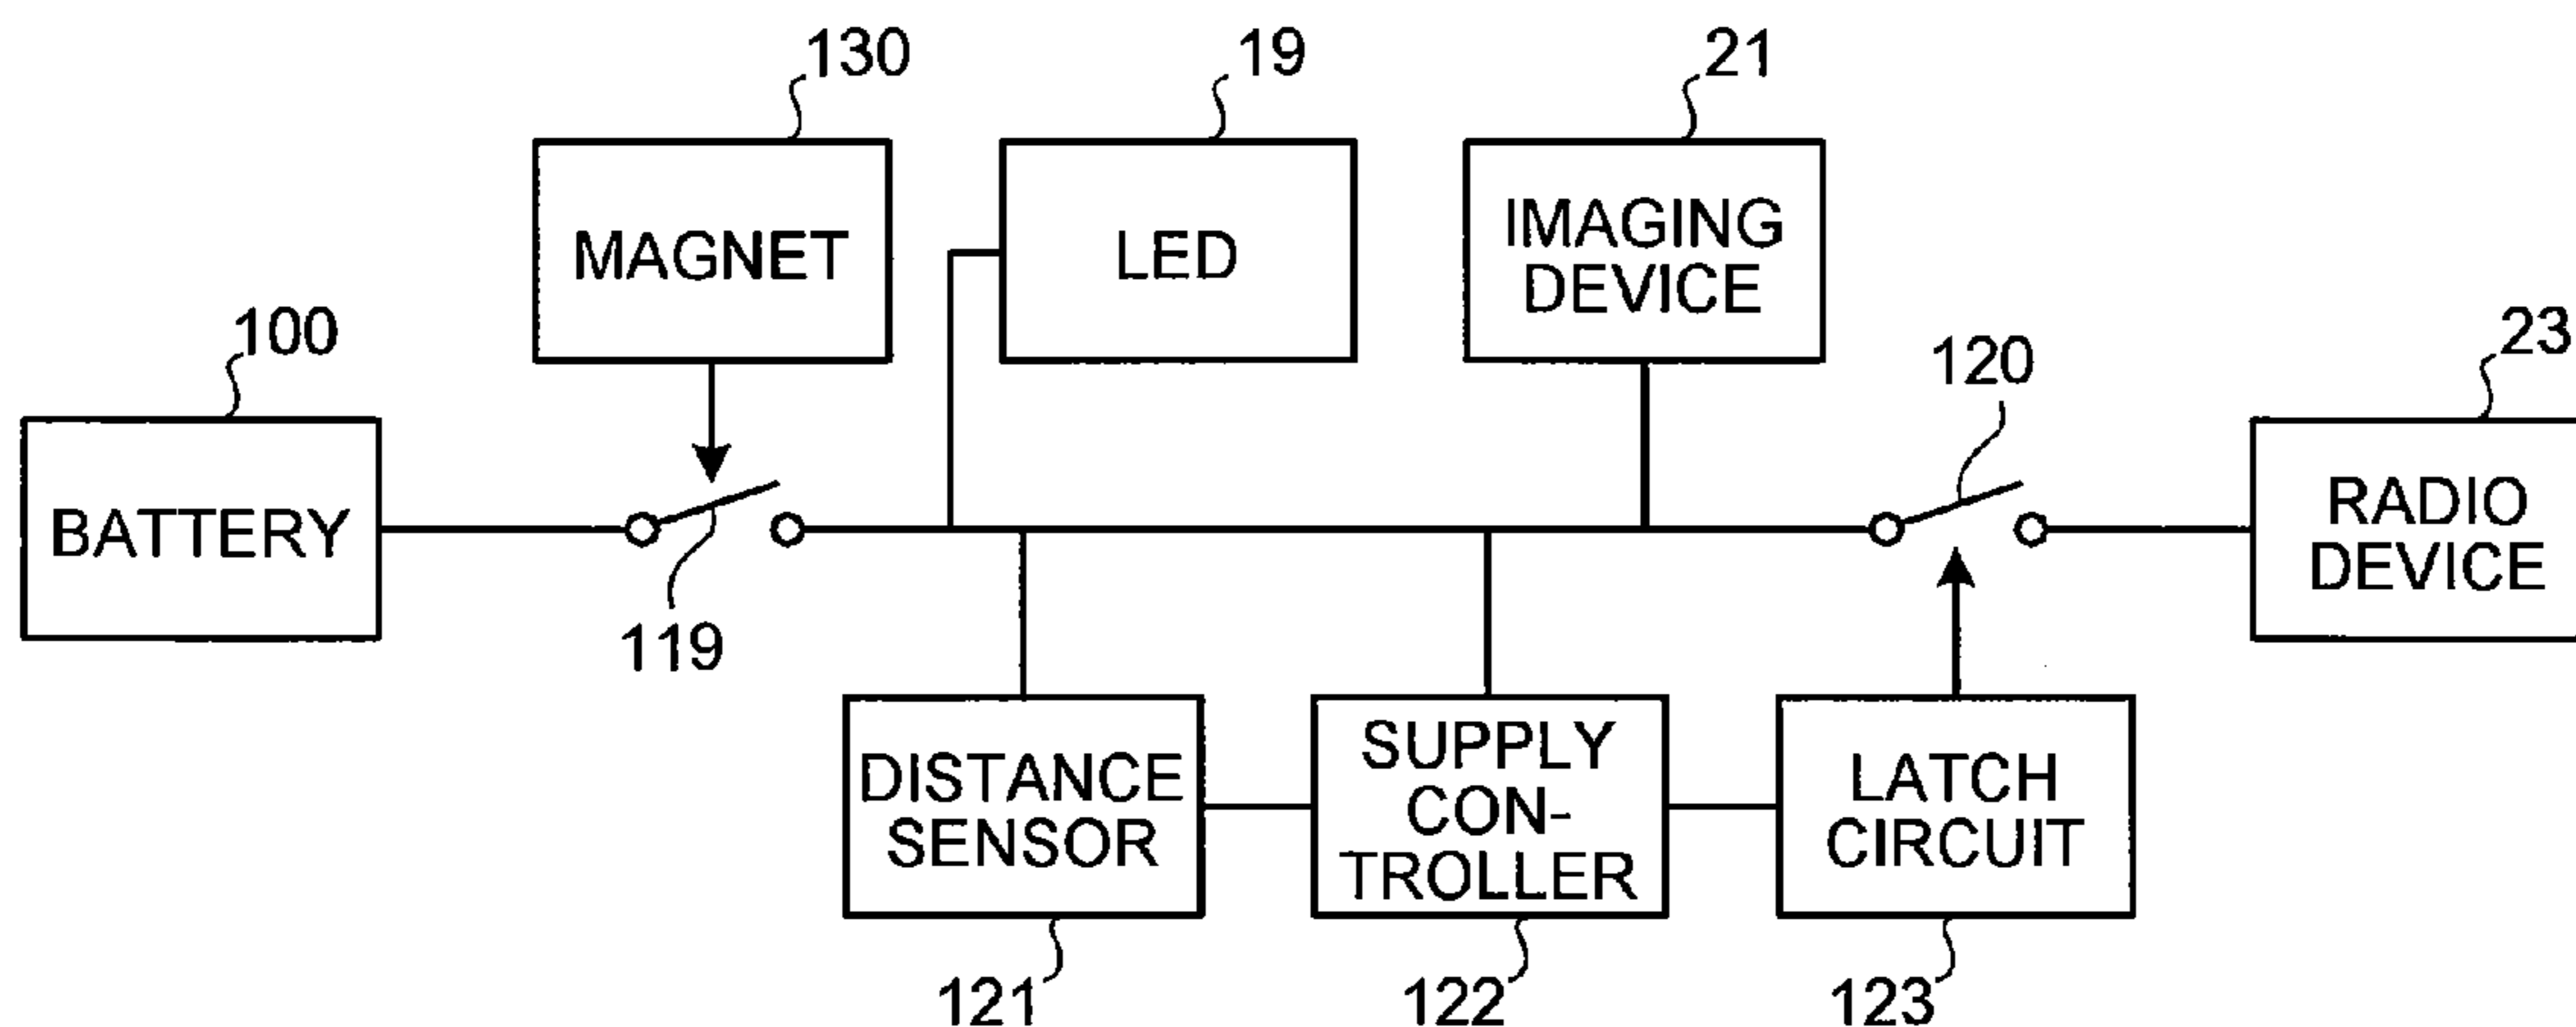 130
19
21
MAGNET
LED
IMAGING
DEVICE
100
120
23
BATTERY
RADIO
DEVICE
119
DISTANCE
SENSOR
SUPPLY
CON-
TROLLER
LATCH
CIRCUIT
121
122
123